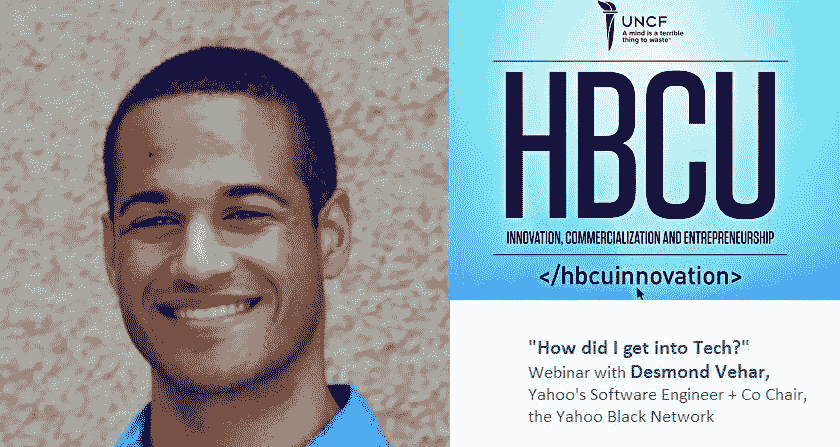 UNCF
A mind is a terrible
thing to waste®
HBCU
INNOVATION, COMMERCIALIZATION AND ENTREPRENEURSHIP
</hbcuinnovation>
"How did I get into Tech?"
Webinar with Desmond Vehar,
Yahoo's Software Engineer + Co Chair,
the Yahoo Black Network